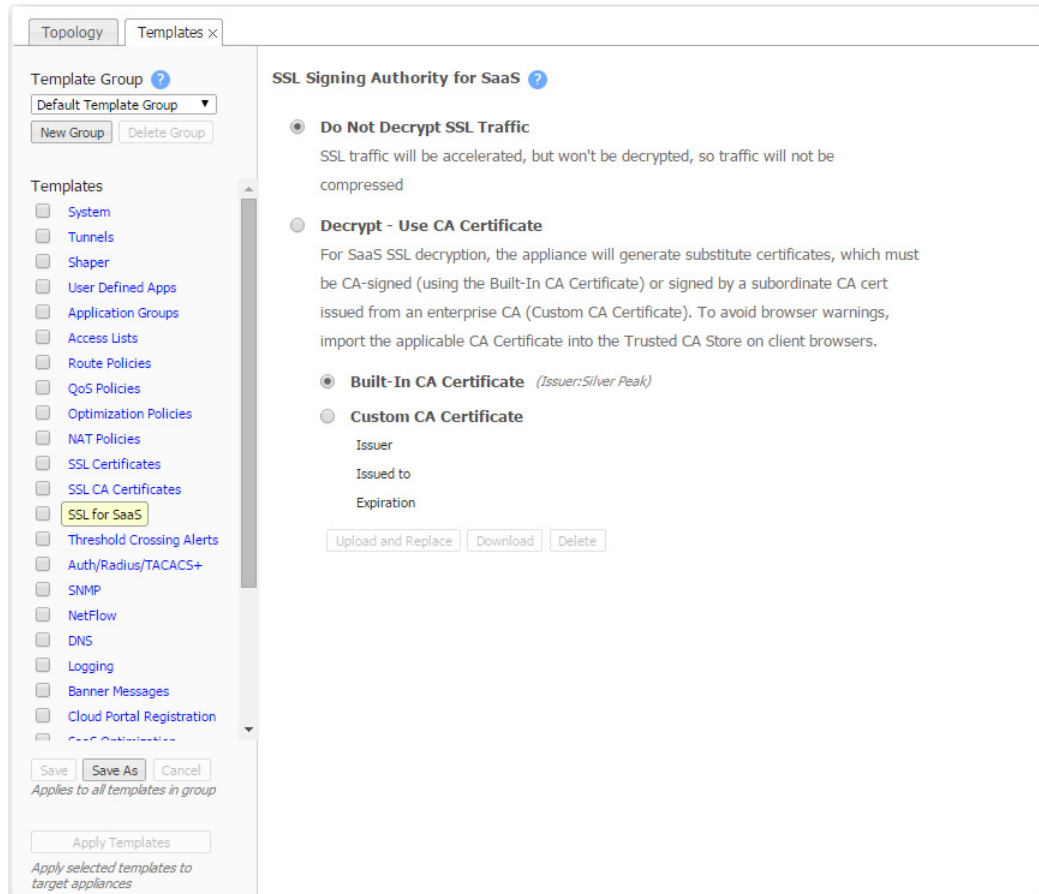 Topology
Templates ×
Template Group ?
Default Template Group ▼
New Group
Delete Group
Templates
System
Tunnels
Shaper
User Defined Apps
Application Groups
Access Lists
Route Policies
QoS Policies
Optimization Policies
NAT Policies
SSL Certificates
SSL CA Certificates
SSL for SaaS
Threshold Crossing Alerts
Auth/Radius/TACACS+
SNMP
NetFlow
DNS
Logging
Banner Messages
Cloud Portal Registration
SaaS Optimization
Save
Save As
Cancel
Applies to all templates in group
Apply Templates
Apply selected templates to
target appliances
SSL Signing Authority for SaaS ?
Do Not Decrypt SSL Traffic
SSL traffic will be accelerated, but won't be decrypted, so traffic will not be
compressed
Decrypt - Use CA Certificate
For SaaS SSL decryption, the appliance will generate substitute certificates, which must
be CA-signed (using the Built-In CA Certificate) or signed by a subordinate CA cert
issued from an enterprise CA (Custom CA Certificate). To avoid browser warnings,
import the applicable CA Certificate into the Trusted CA Store on client browsers.
Built-In CA Certificate (Issuer:Silver Peak)
Custom CA Certificate
Issuer
Issued to
Expiration
Upload and Replace
Download
Delete